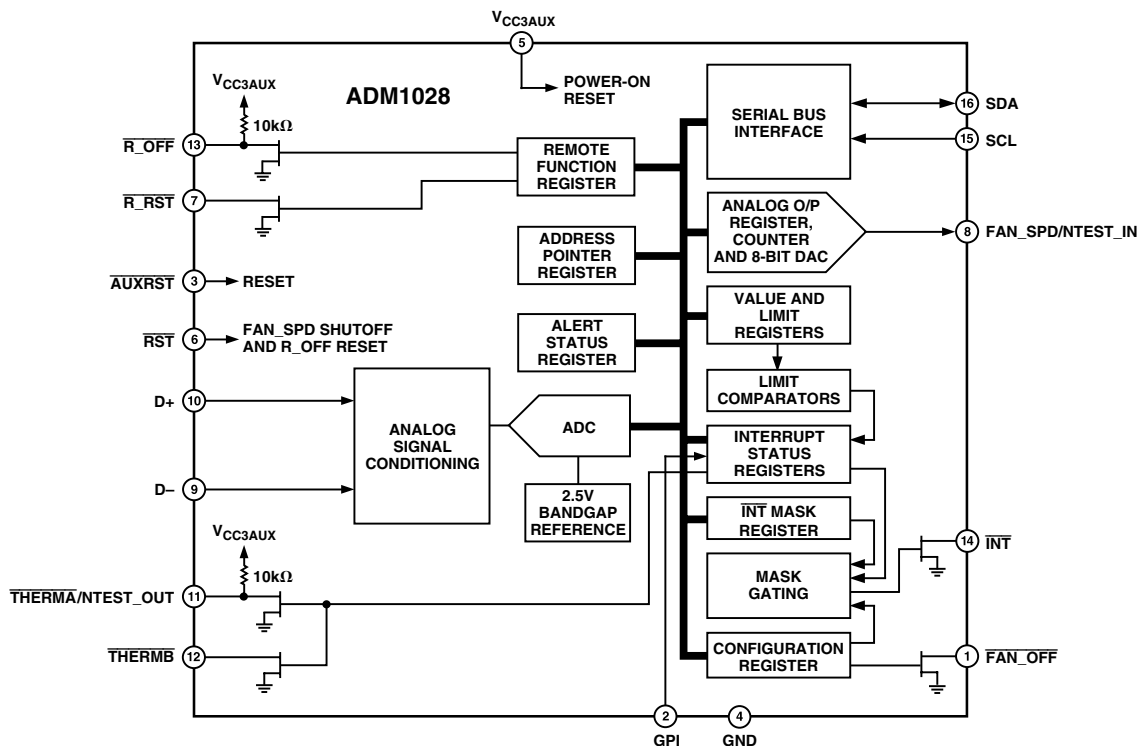 VCC3AUX
5
ADM1028
POWER-ON
RESET
VCC3AUX
10kΩ
R_OFF
13
R_RST
7
AUXRST
3
RESET
RST
6
FAN_SPD SHUTOFF
AND R_OFF RESET
D+
10
D–
9
ANALOG
SIGNAL
CONDITIONING
ADC
2.5V
BANDGAP
REFERENCE
REMOTE
FUNCTION
REGISTER
ADDRESS
POINTER
REGISTER
ALERT
STATUS
REGISTER
SERIAL BUS
INTERFACE
16
SDA
15
SCL
ANALOG O/P
REGISTER,
COUNTER
AND 8-BIT DAC
8
FAN_SPD/NTEST_IN
VALUE AND
LIMIT
REGISTERS
LIMIT
COMPARATORS
INTERRUPT
STATUS
REGISTERS
INT MASK
REGISTER
MASK
GATING
CONFIGURATION
REGISTER
14
INT
1
FAN_OFF
VCC3AUX
10kΩ
THERMA/NTEST_OUT
11
THERMB
12
2
GPI
4
GND